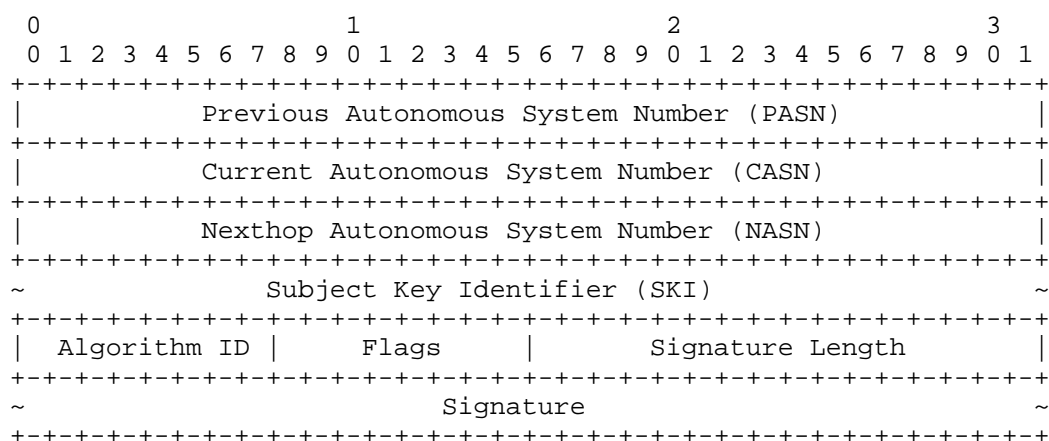 0                   1                   2                   3
 0 1 2 3 4 5 6 7 8 9 0 1 2 3 4 5 6 7 8 9 0 1 2 3 4 5 6 7 8 9 0 1
+-+-+-+-+-+-+-+-+-+-+-+-+-+-+-+-+-+-+-+-+-+-+-+-+-+-+-+-+-+-+-+-+
|           Previous Autonomous System Number (PASN)            |
+-+-+-+-+-+-+-+-+-+-+-+-+-+-+-+-+-+-+-+-+-+-+-+-+-+-+-+-+-+-+-+-+
|           Current Autonomous System Number (CASN)             |
+-+-+-+-+-+-+-+-+-+-+-+-+-+-+-+-+-+-+-+-+-+-+-+-+-+-+-+-+-+-+-+-+
|           Nexthop Autonomous System Number (NASN)             |
+-+-+-+-+-+-+-+-+-+-+-+-+-+-+-+-+-+-+-+-+-+-+-+-+-+-+-+-+-+-+-+-+
~               Subject Key Identifier (SKI)                    ~
+-+-+-+-+-+-+-+-+-+-+-+-+-+-+-+-+-+-+-+-+-+-+-+-+-+-+-+-+-+-+-+-+
|  Algorithm ID |     Flags     |       Signature Length        |
+-+-+-+-+-+-+-+-+-+-+-+-+-+-+-+-+-+-+-+-+-+-+-+-+-+-+-+-+-+-+-+-+
~                          Signature                            ~
+-+-+-+-+-+-+-+-+-+-+-+-+-+-+-+-+-+-+-+-+-+-+-+-+-+-+-+-+-+-+-+-+